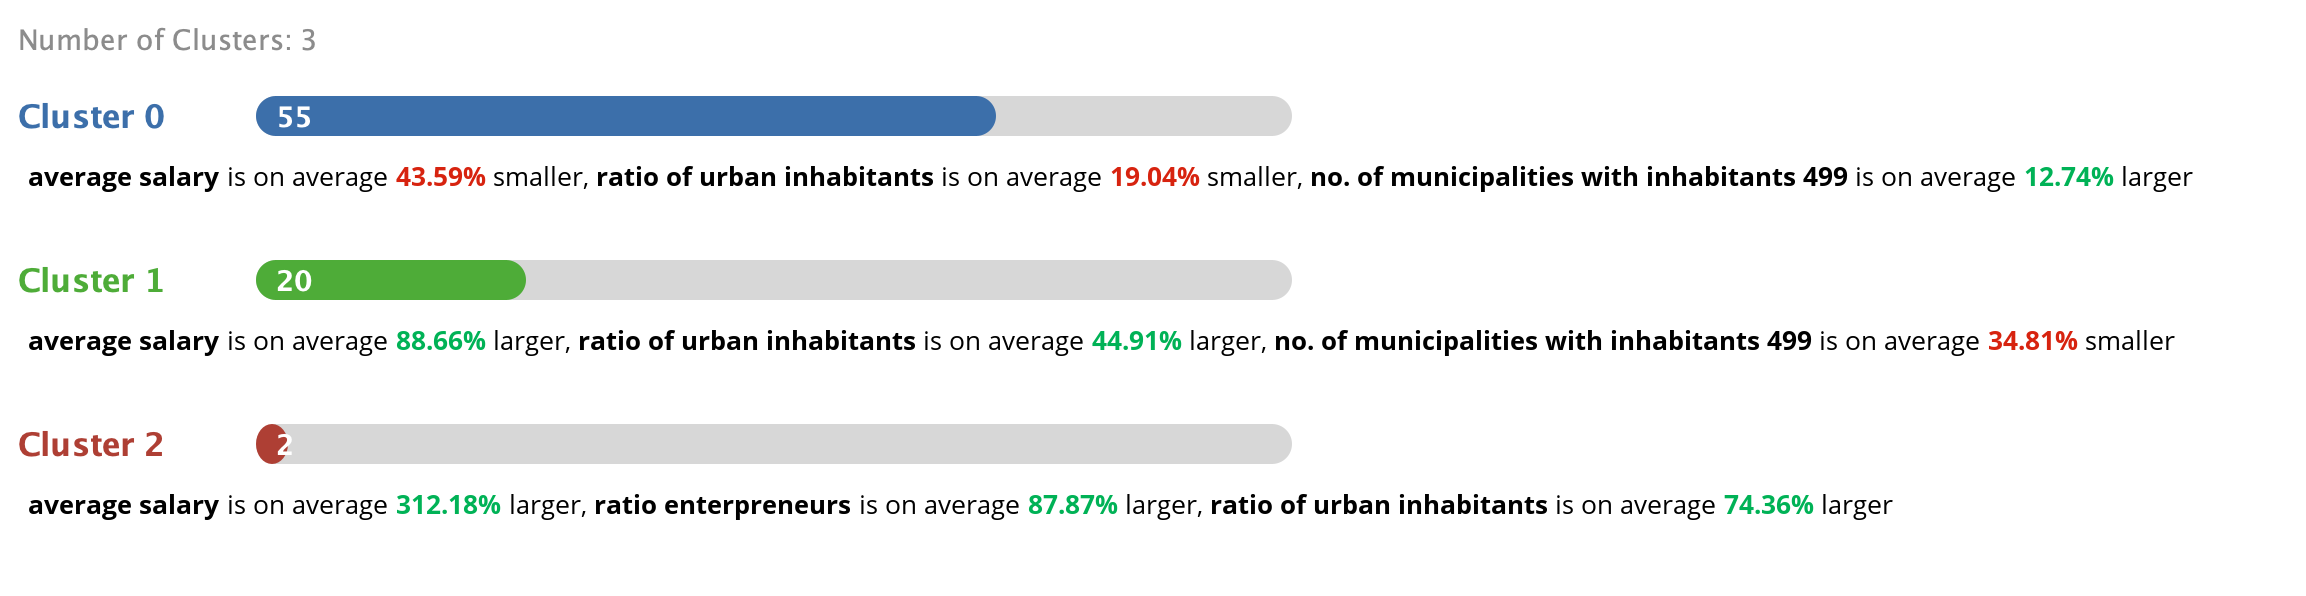 Number of Clusters: 3
Cluster 0 55
average salary is on average 43.59% smaller, ratio of urban inhabitants is on average 19.04% smaller, no. of municipalities with inhabitants 499 is on average 12.74% larger
Cluster 1 20
average salary is on average 88.66% larger, ratio of urban inhabitants is on average 44.91% larger, no. of municipalities with inhabitants 499 is on average 34.81% smaller
Cluster 2 2
average salary is on average 312.18% larger, ratio enterpreneurs is on average 87.87% larger, ratio of urban inhabitants is on average 74.36% larger